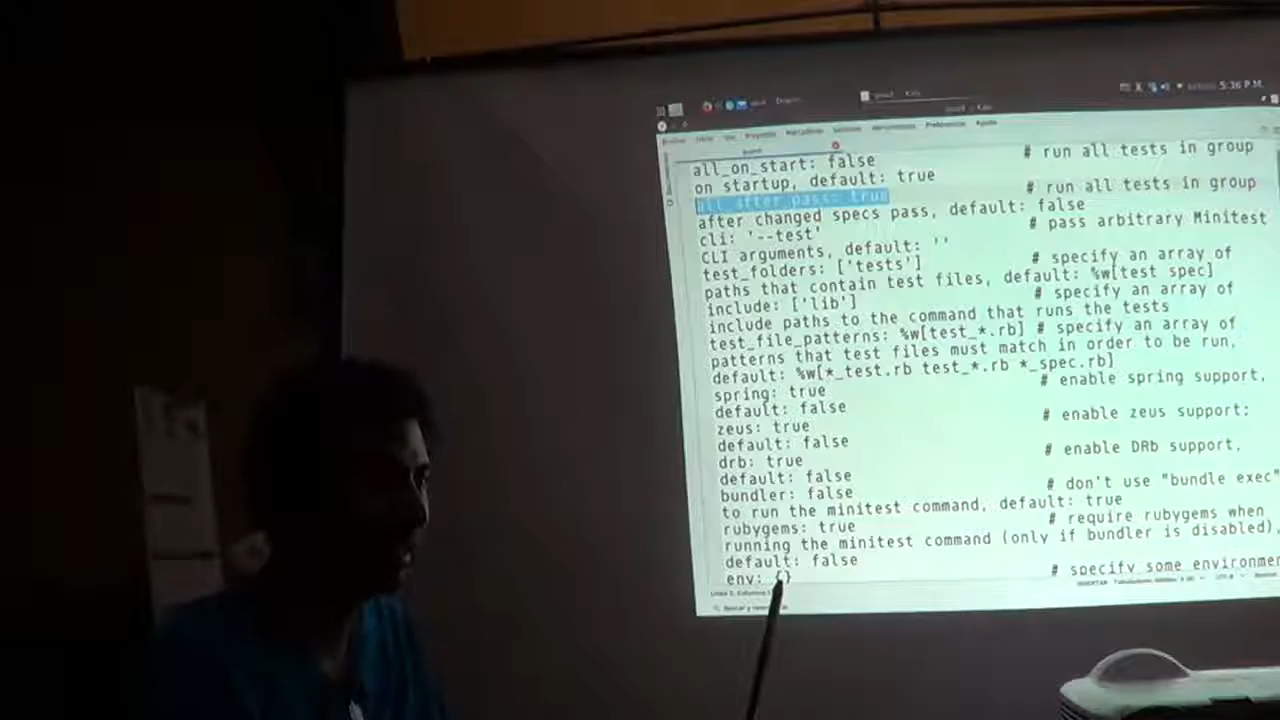 5:36 P.M.
all_on_start: false # run all tests in group
on startup, default: true
all_after_pass: true # run all tests in group
after changed specs pass, default: false
cli: '--test' # pass arbitrary Minitest
CLI arguments, default: ''
test_folders: ['tests'] # specify an array of
paths that contain test files, default: %w[test spec]
include: ['lib'] # specify an array of
include paths to the command that runs the tests
test_file_patterns: %w[test_*.rb] # specify an array of
patterns that test files must match in order to be run,
default: %w[*_test.rb test_*.rb *_spec.rb]
spring: true # enable spring support,
default: false
zeus: true # enable zeus support;
default: false
drb: true # enable DRb support,
default: false
bundler: false # don't use "bundle exec"
to run the minitest command, default: true
rubygems: true # require rubygems when
running the minitest command (only if bundler is disabled),
default: false
env: {} # specify some environmen